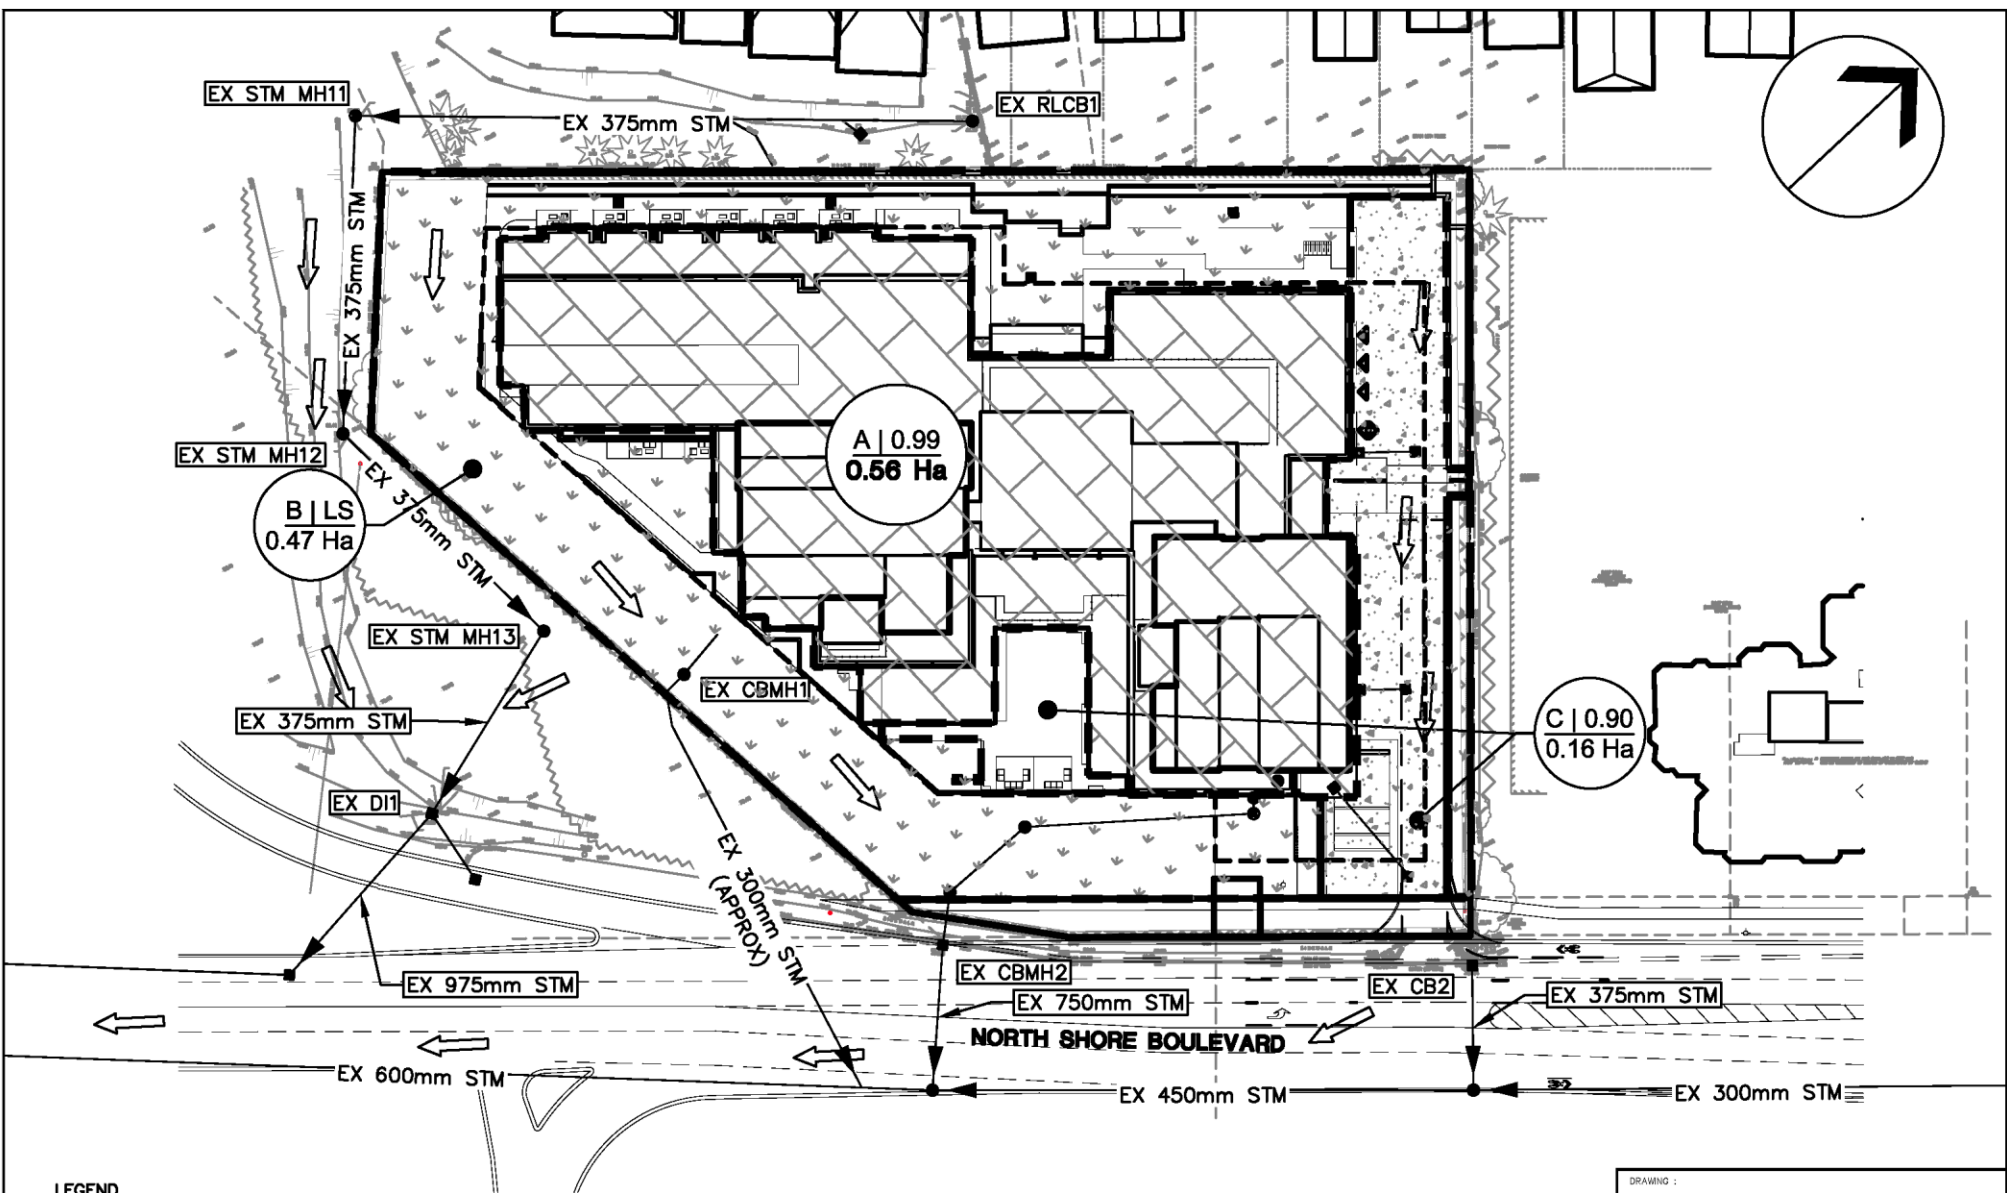 EX STM MH11
EX 375mm STM
EX RLCB1
EX 375mm STM
A | 0.99
0.56 Ha
EX STM MH12
EX 375mm STM
B | LS
0.47 Ha
EX STM MH13
EX CBMH1
EX 375mm STM
C | 0.90
0.16 Ha
EX DI1
EX 300mm STM
(APPROX)
EX CBMH2
EX 975mm STM
EX CB2
EX 750mm STM
EX 375mm STM
NORTH SHORE BOULEVARD
EX 600mm STM
EX 450mm STM
EX 300mm STM
LEGEND
DRAWING :